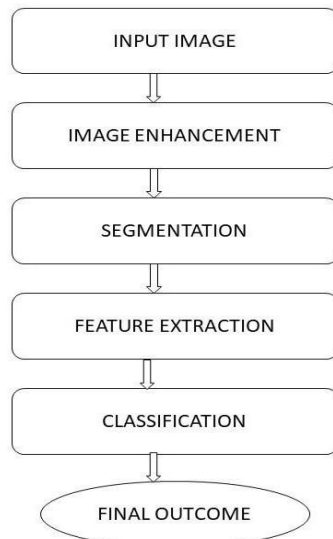 INPUT IMAGE
IMAGE ENHANCEMENT
SEGMENTATION
FEATURE EXTRACTION
CLASSIFICATION
FINAL OUTCOME